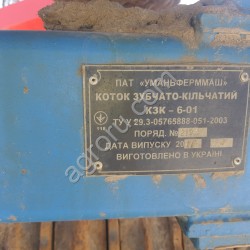 ПАТ "УМАНЬФЕРММАШ"
КОТОК ЗУБЧАТО-КІЛЬЧАТИЙ
КЗК - 6-01
ТУ У 29.3-05765888-051-2003
ПОРЯД. №
ДАТА ВИПУСКУ 20
ВИГОТОВЛЕНО В УКРАЇНІ